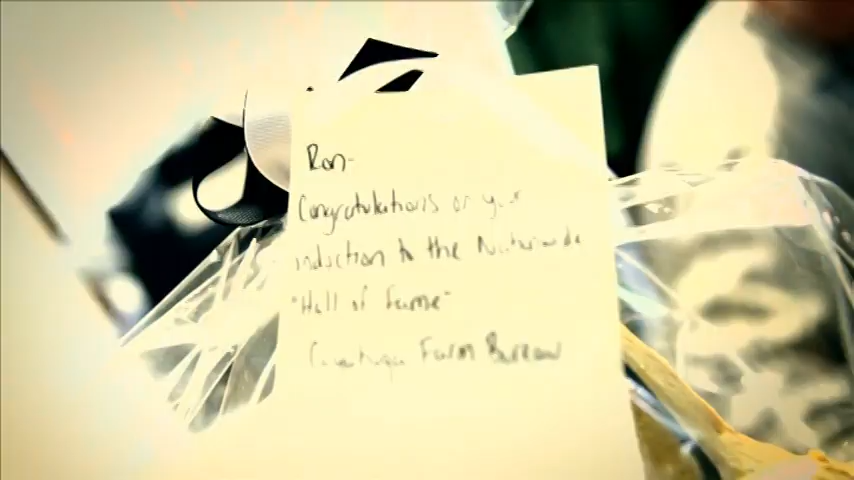 Ron-
Congratulations on your
induction to the Nationwide
"Hall of Fame"
Farm Bureau